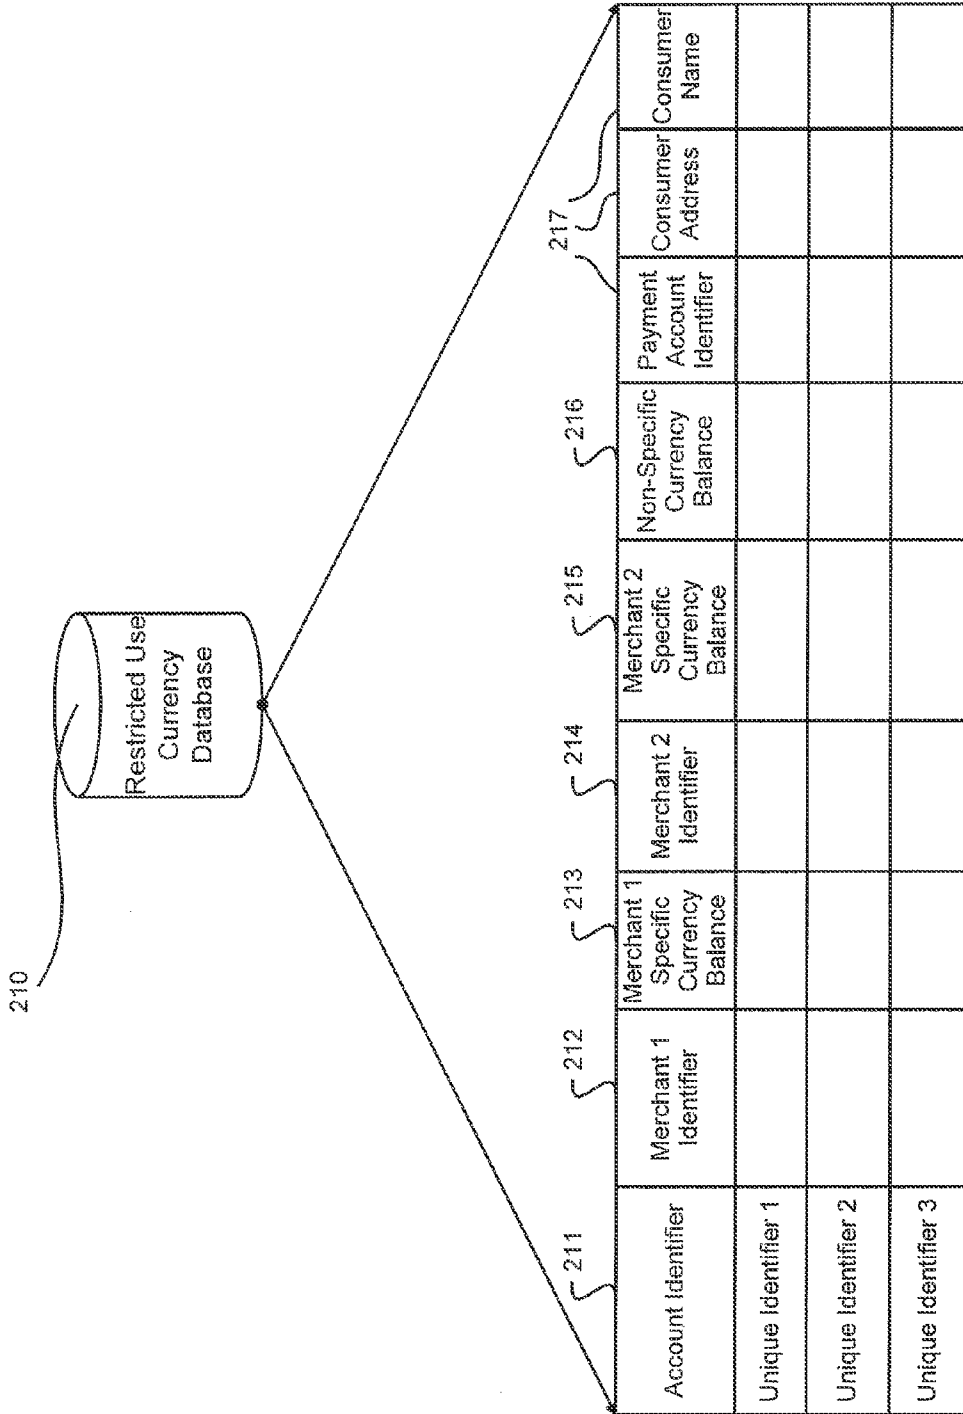 210
Restricted Use
Currency
Database
211
212
213
214
215
216
217
Account Identifier
Merchant 1
Identifier
Merchant 1
Specific
Currency
Balance
Merchant 2
Identifier
Merchant 2
Specific
Currency
Balance
Non-Specific
Currency
Balance
Payment
Account
Identifier
Consumer
Address
Consumer
Name
Unique Identifier 1
Unique Identifier 2
Unique Identifier 3